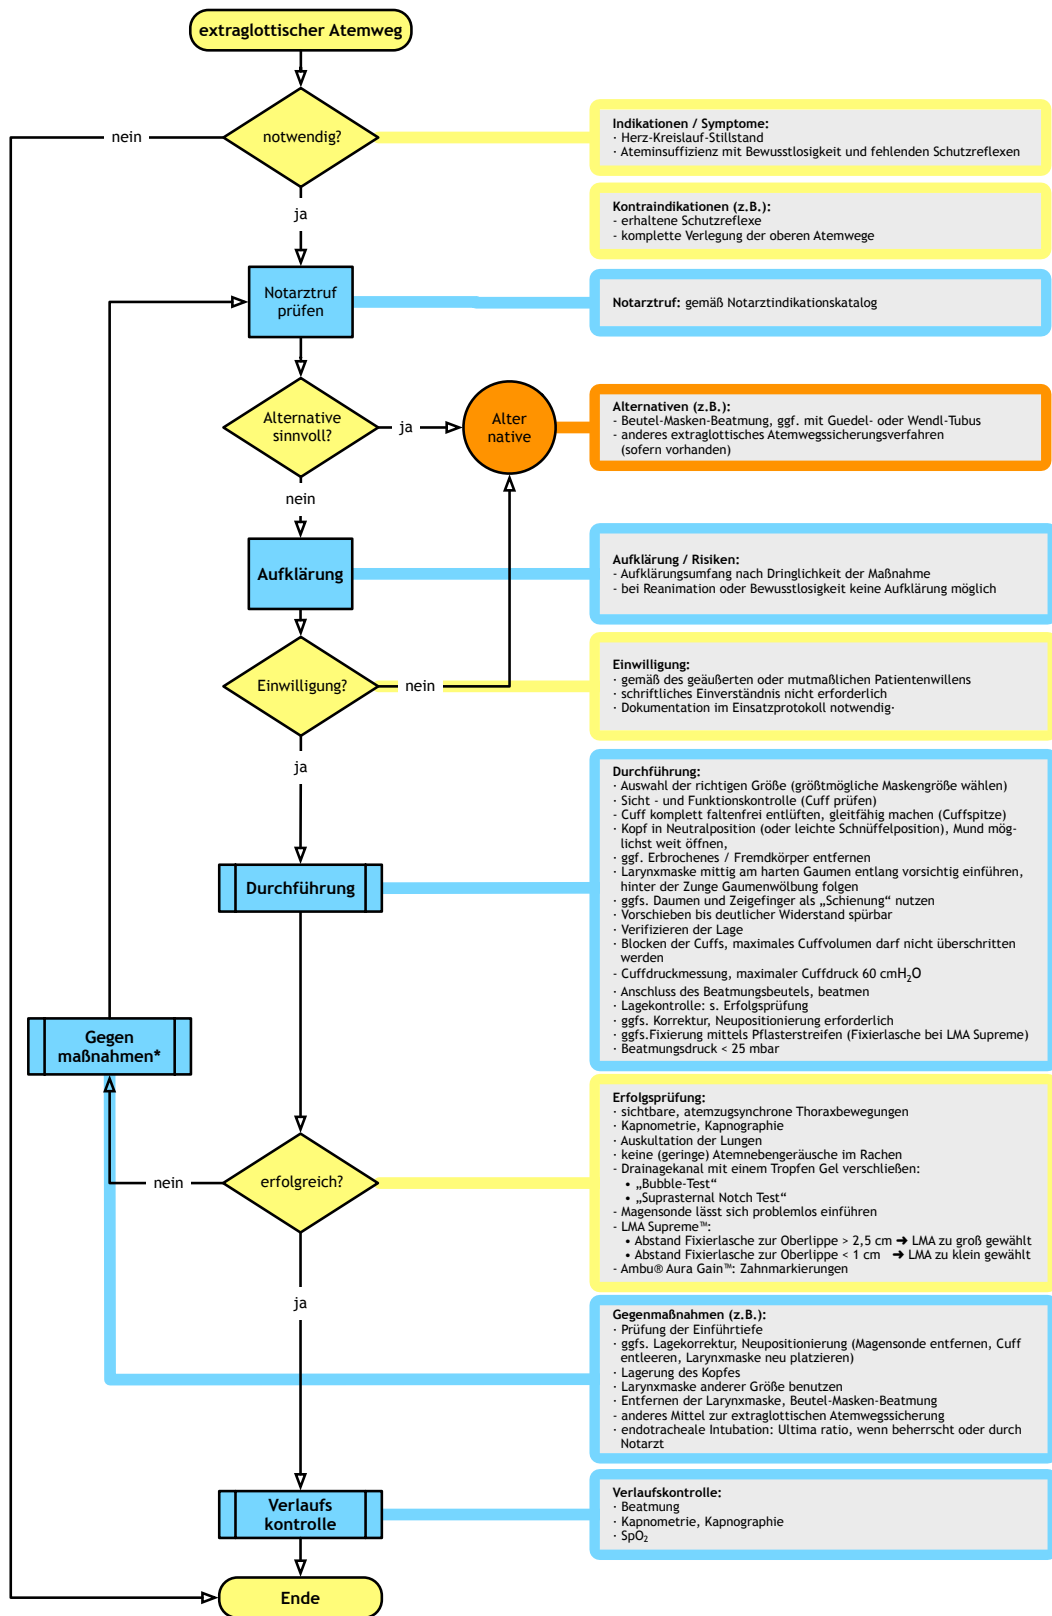 extraglottischer Atemweg
notwendig?
nein
ja
Indikationen / Symptome:
· Herz-Kreislauf-Stillstand
· Ateminsuffizienz mit Bewusstlosigkeit und fehlenden Schutzreflexen
Kontraindikationen (z.B.):
- erhaltene Schutzreflexe
- komplette Verlegung der oberen Atemwege
Notarztruf
prüfen
Notarztruf: gemäß Notarztindikationskatalog
Alternative
sinnvoll?
ja
nein
Alter
native
Alternativen (z.B.):
- Beutel-Masken-Beatmung, ggf. mit Guedel- oder Wendl-Tubus
- anderes extraglottisches Atemwegssicherungsverfahren
(sofern vorhanden)
Aufklärung
Aufklärung / Risiken:
- Aufklärungsumfang nach Dringlichkeit der Maßnahme
- bei Reanimation oder Bewusstlosigkeit keine Aufklärung möglich
Einwilligung?
nein
ja
Einwilligung:
· gemäß des geäußerten oder mutmaßlichen Patientenwillens
· schriftliches Einverständnis nicht erforderlich
· Dokumentation im Einsatzprotokoll notwendig·
Durchführung
Durchführung:
· Auswahl der richtigen Größe (größtmögliche Maskengröße wählen)
· Sicht - und Funktionskontrolle (Cuff prüfen)
- Cuff komplett faltenfrei entlüften, gleitfähig machen (Cuffspitze)
· Kopf in Neutralposition (oder leichte Schnüffelposition), Mund mög-
lichst weit öffnen,
· ggf. Erbrochenes / Fremdkörper entfernen
· Larynxmaske mittig am harten Gaumen entlang vorsichtig einführen,
hinter der Zunge Gaumenwölbung folgen
· ggfs. Daumen und Zeigefinger als „Schienung“ nutzen
· Vorschieben bis deutlicher Widerstand spürbar
· Verifizieren der Lage
· Blocken der Cuffs, maximales Cuffvolumen darf nicht überschritten
werden
- Cuffdruckmessung, maximaler Cuffdruck 60 cmH₂O
· Anschluss des Beatmungsbeutels, beatmen
· Lagekontrolle: s. Erfolgsprüfung
· ggfs. Korrektur, Neupositionierung erforderlich
· ggfs.Fixierung mittels Pflasterstreifen (Fixierlasche bei LMA Supreme)
· Beatmungsdruck < 25 mbar
Gegen
maßnahmen*
erfolgreich?
nein
ja
Erfolgsprüfung:
· sichtbare, atemzugsynchrone Thoraxbewegungen
· Kapnometrie, Kapnographie
· Auskultation der Lungen
· keine (geringe) Atemnebengeräusche im Rachen
- Drainagekanal mit einem Tropfen Gel verschließen:
• „Bubble-Test“
• „Suprasternal Notch Test“
- Magensonde lässt sich problemlos einführen
- LMA Supreme™:
• Abstand Fixierlasche zur Oberlippe > 2,5 cm ➜ LMA zu groß gewählt
• Abstand Fixierlasche zur Oberlippe < 1 cm ➜ LMA zu klein gewählt
- Ambu® Aura Gain™: Zahnmarkierungen
Gegenmaßnahmen (z.B.):
· Prüfung der Einführtiefe
· ggfs. Lagekorrektur, Neupositionierung (Magensonde entfernen, Cuff
entleeren, Larynxmaske neu platzieren)
· Lagerung des Kopfes
· Larynxmaske anderer Größe benutzen
· Entfernen der Larynxmaske, Beutel-Masken-Beatmung
- anderes Mittel zur extraglottischen Atemwegssicherung
· endotracheale Intubation: Ultima ratio, wenn beherrscht oder durch
Notarzt
Verlaufs
kontrolle
Verlaufskontrolle:
· Beatmung
· Kapnometrie, Kapnographie
· SpO₂
Ende